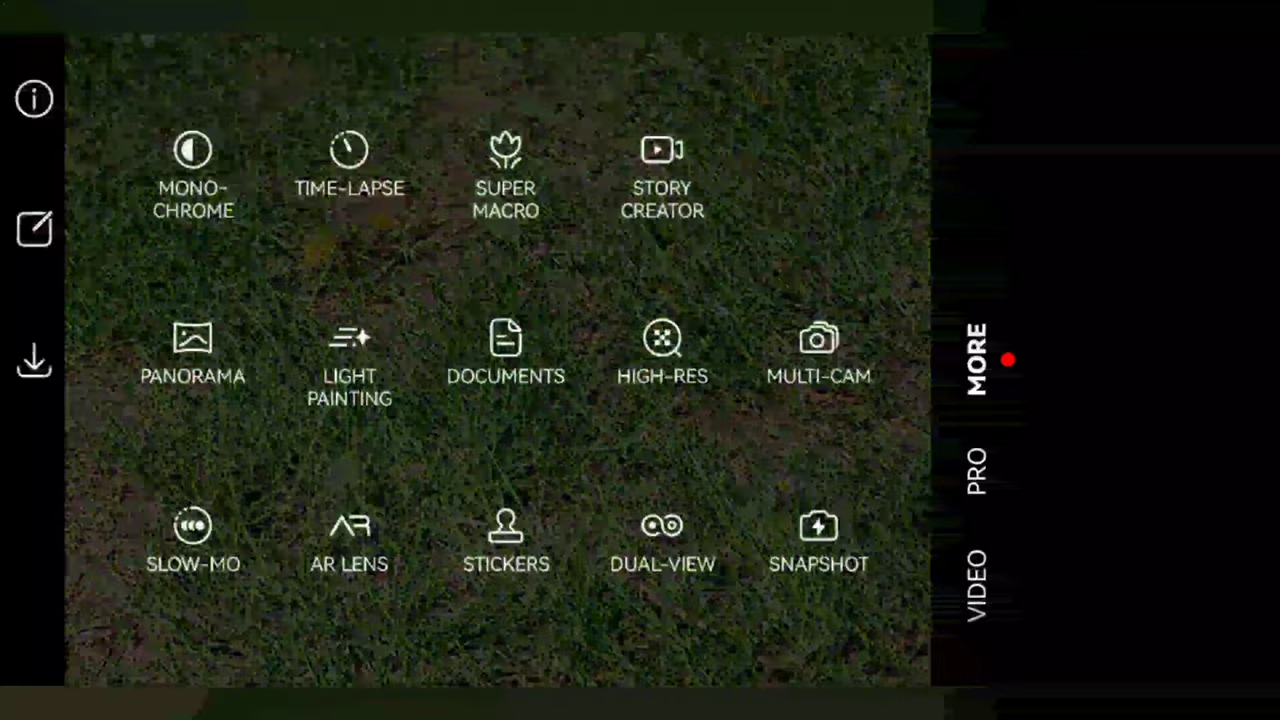 MONO-
CHROME
TIME-LAPSE
SUPER
MACRO
STORY
CREATOR
PANORAMA
LIGHT
PAINTING
DOCUMENTS
HIGH-RES
MULTI-CAM
SLOW-MO
AR LENS
STICKERS
DUAL-VIEW
SNAPSHOT
MORE
PRO
VIDEO